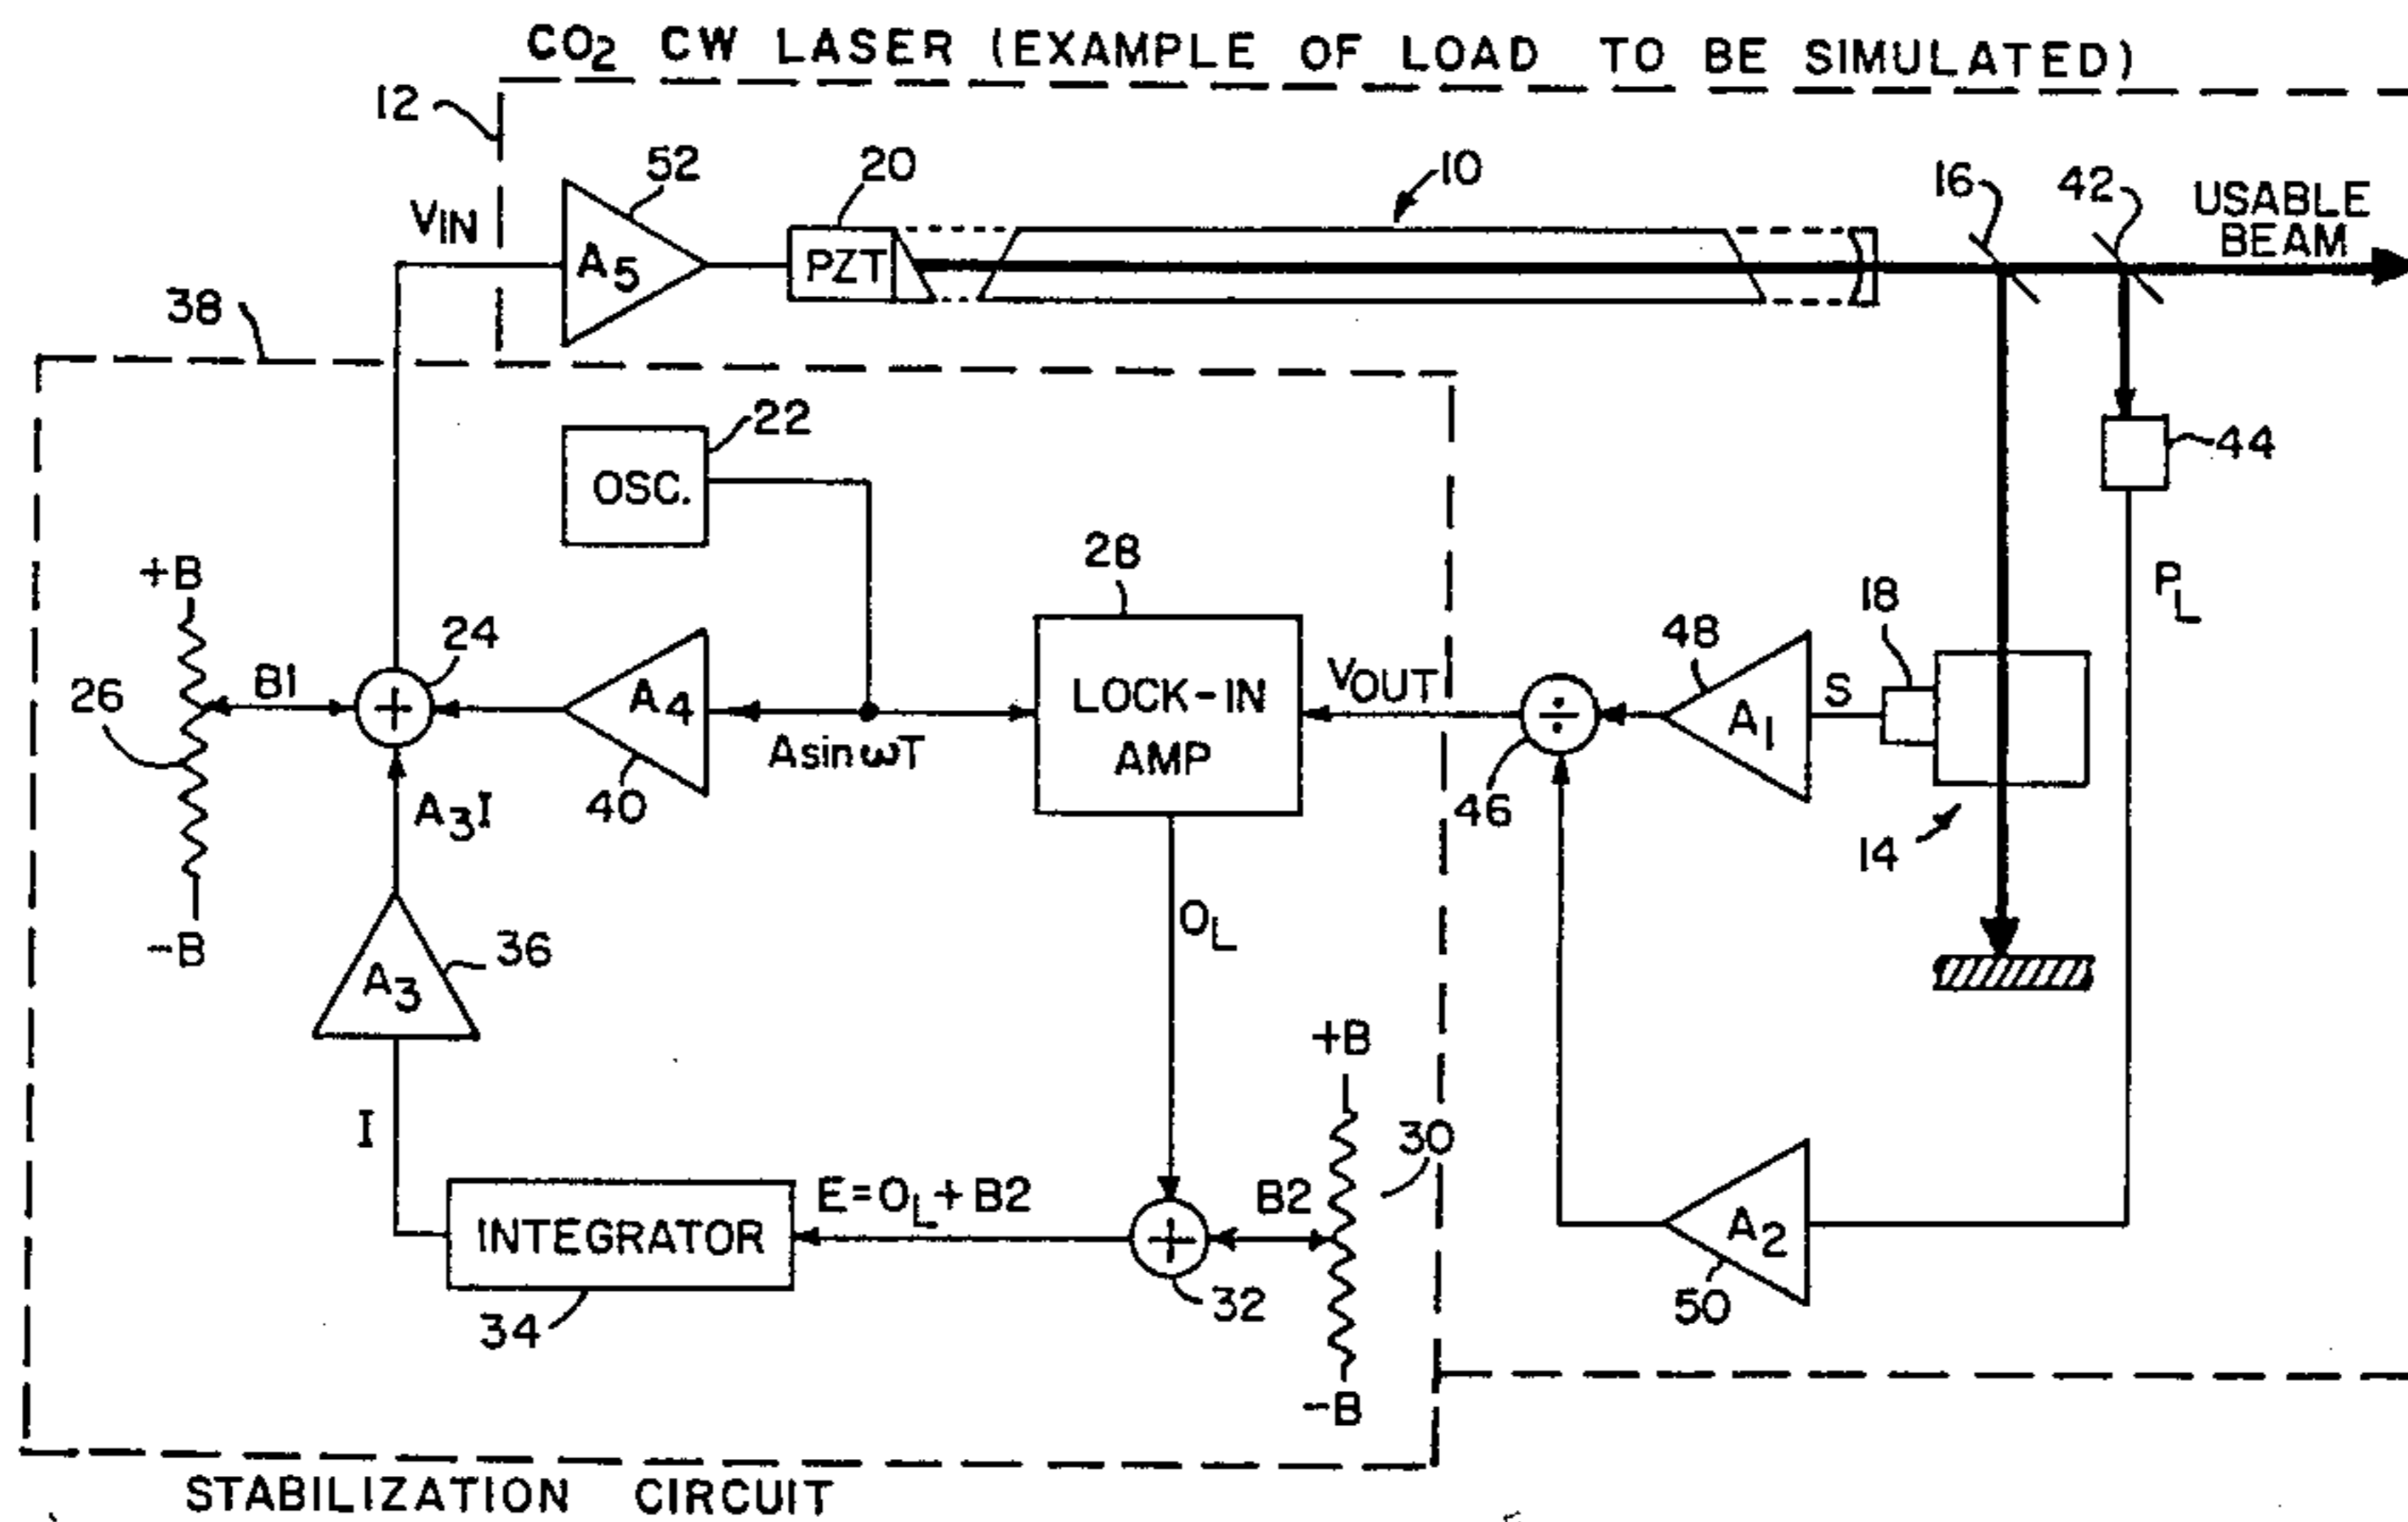 CO2 CW LASER (EXAMPLE OF LOAD TO BE SIMULATED)
12
52
20
10
16
42
USABLE
BEAM
VIN
A5
PZT
38
OSC.
22
44
+B
28
PL
18
24
48
26
B1
A4
LOCK-IN
AMP
VOUT
÷
A1
S
+
40
A sin ωT
46
A3I
14
-B
A3
36
OL
+B
30
I
INTEGRATOR
E=OL+B2
+
B2
A2
34
32
50
-B
STABILIZATION CIRCUIT